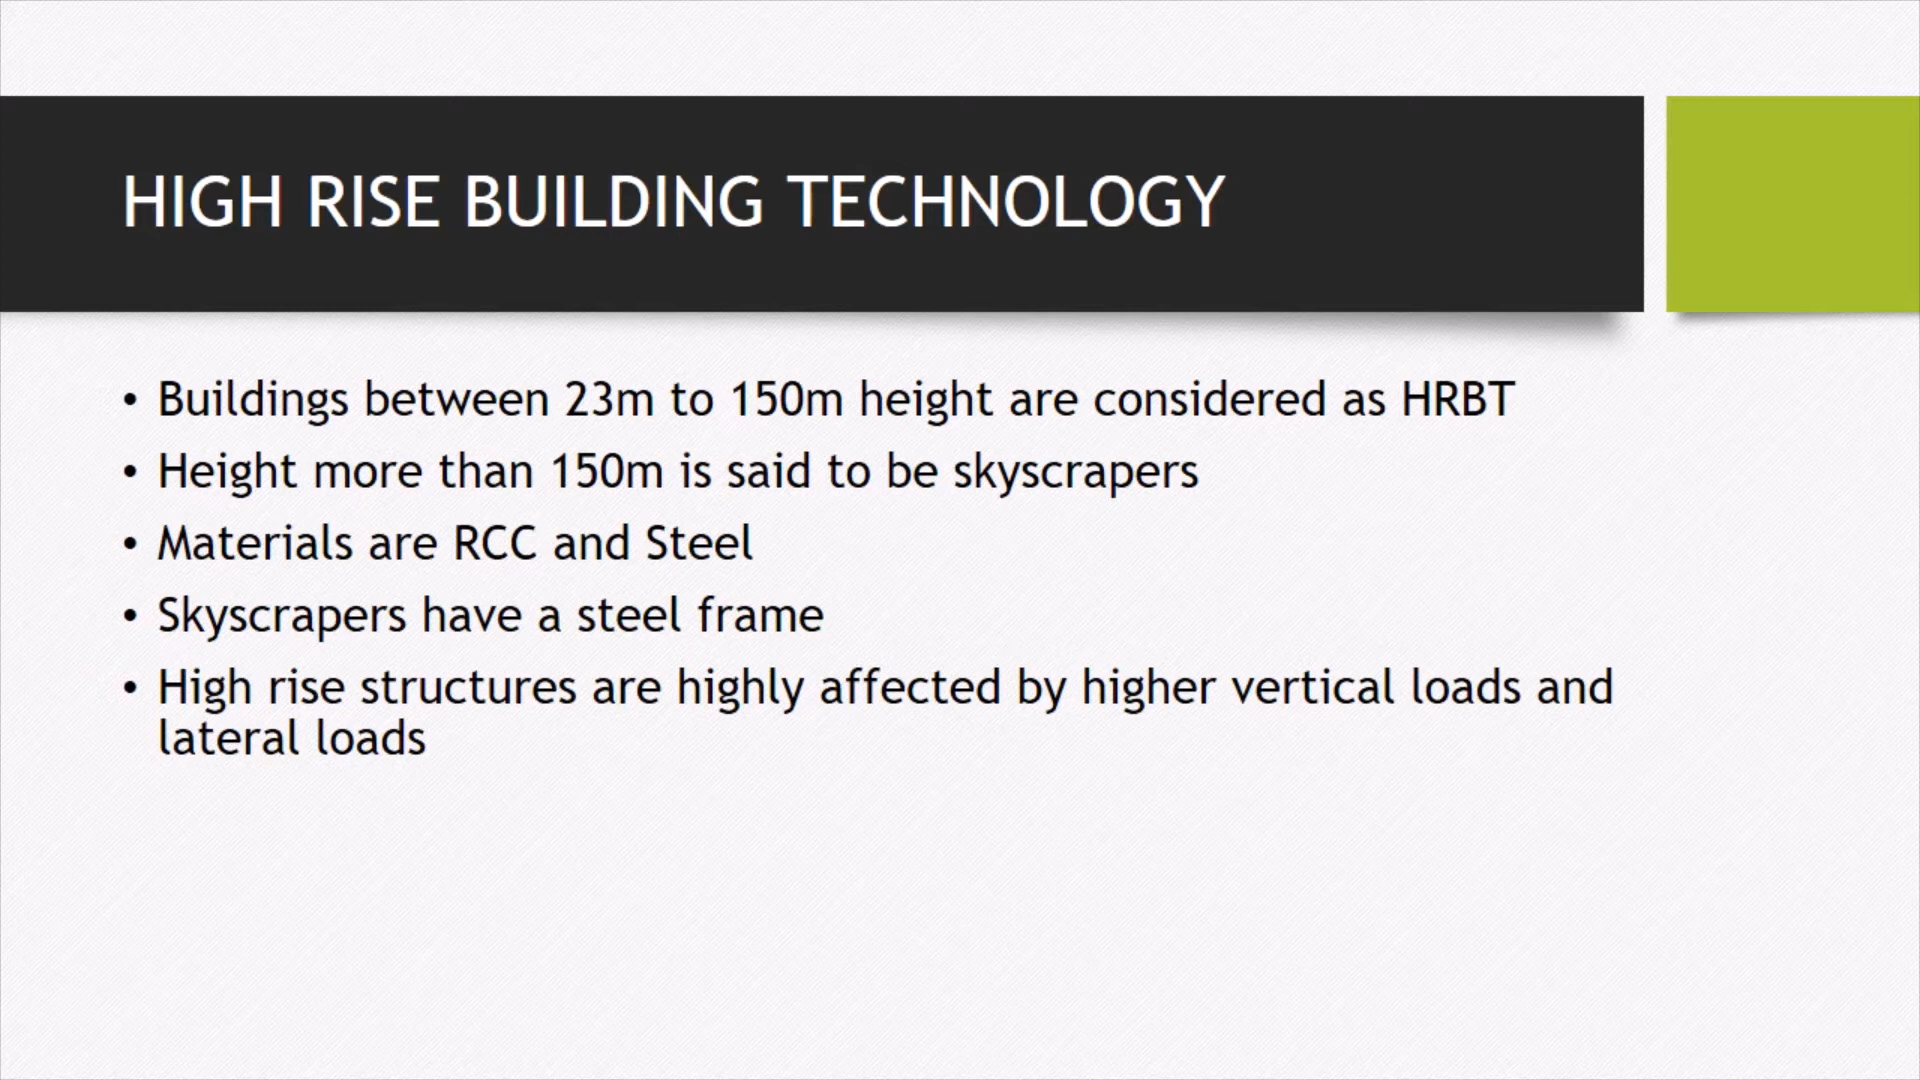 HIGH RISE BUILDING TECHNOLOGY
• Buildings between 23m to 150m height are considered as HRBT
• Height more than 150m is said to be skyscrapers
• Materials are RCC and Steel
• Skyscrapers have a steel frame
• High rise structures are highly affected by higher vertical loads and
lateral loads